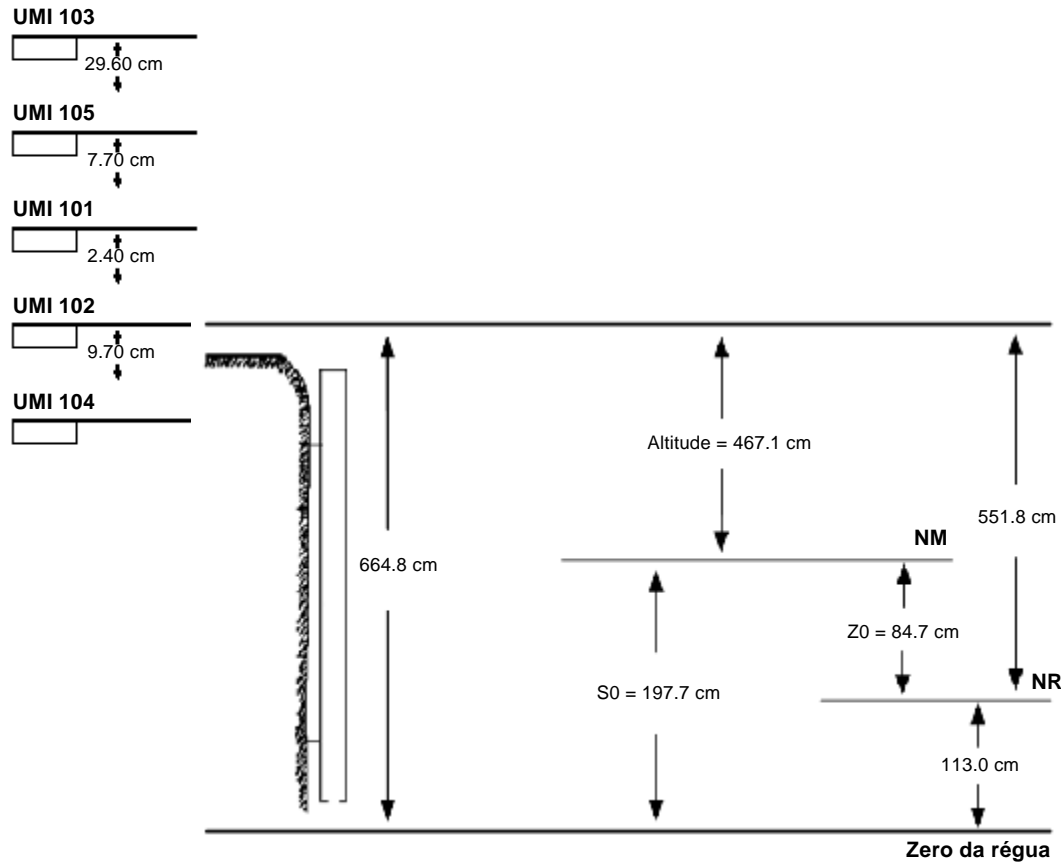 UMI 103
29.60 cm
UMI 105
7.70 cm
UMI 101
2.40 cm
UMI 102
9.70 cm
UMI 104
Altitude = 467.1 cm
551.8 cm
NM
664.8 cm
Z0 = 84.7 cm
NR
S0 = 197.7 cm
113.0 cm
Zero da régua